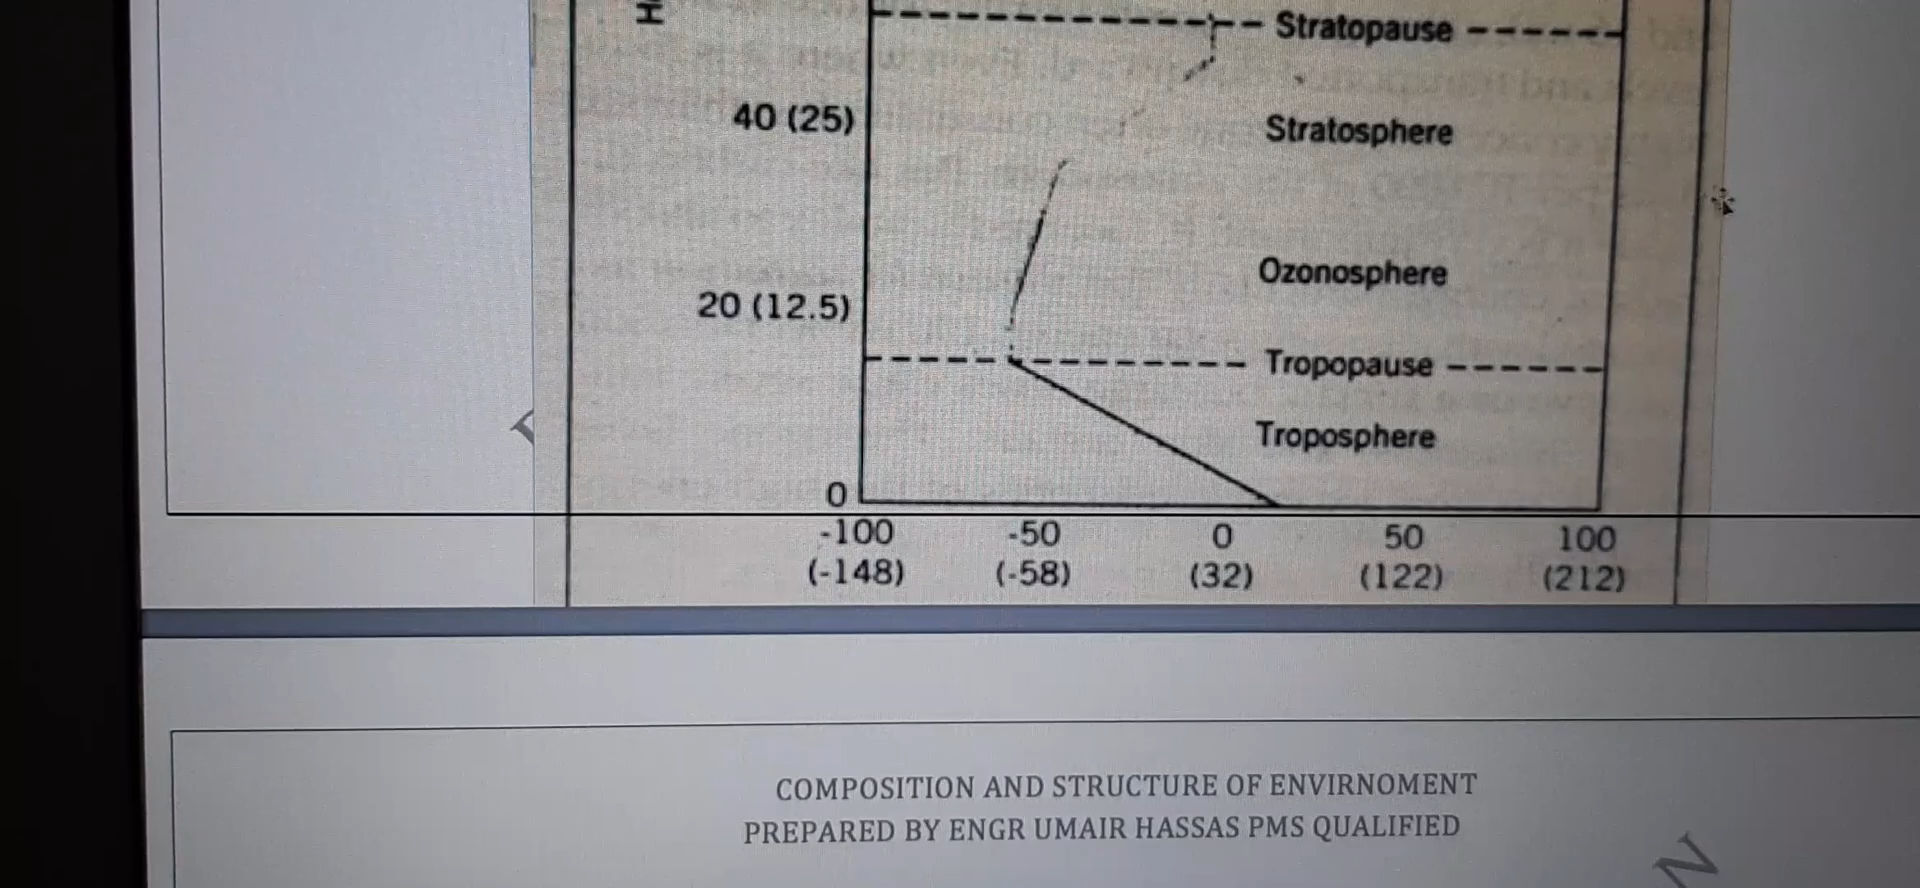 H
Stratopause
40 (25)
Stratosphere
Ozonosphere
20 (12.5)
Tropopause
Troposphere
0
-100 -50 0 50 100
(-148) (-58) (32) (122) (212)
COMPOSITION AND STRUCTURE OF ENVIRNOMENT
PREPARED BY ENGR UMAIR HASSAS PMS QUALIFIED
N